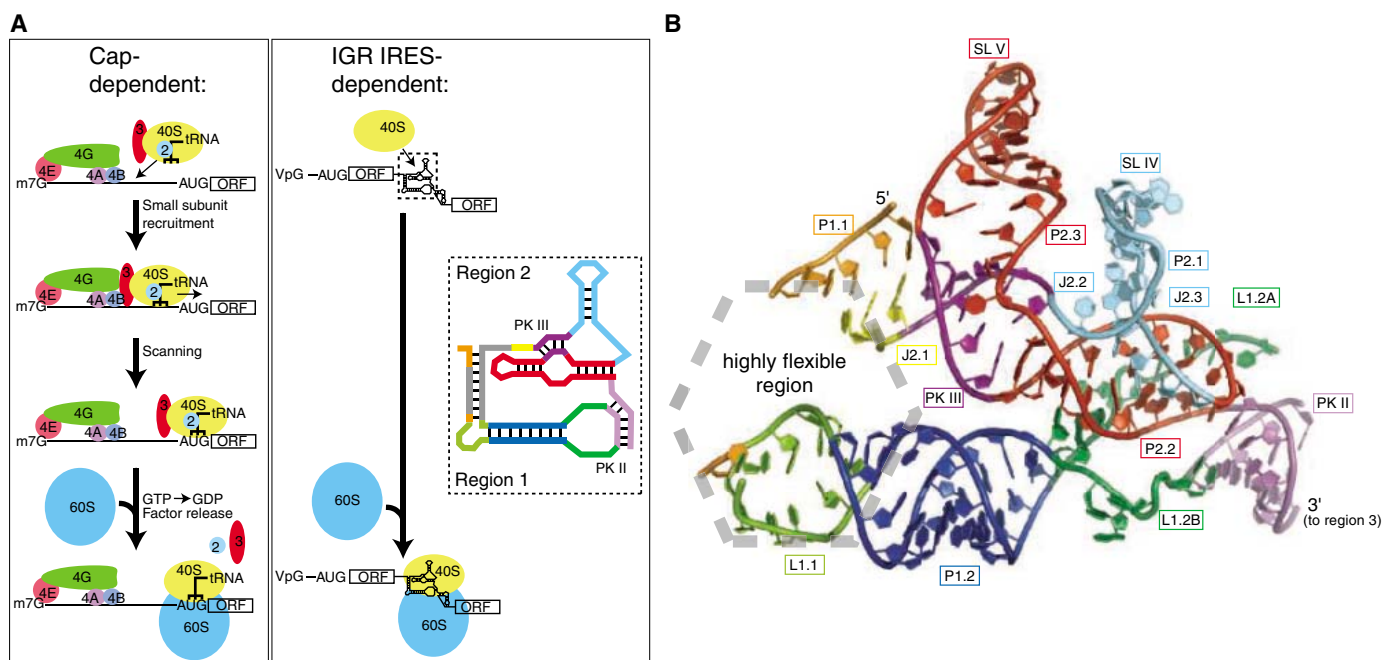 A
Cap-
dependent:
3
40S
tRNA
2
4G
4E
4A
4B
m7G
AUG
ORF
Small subunit
recruitment
4G
3
40S
tRNA
2
4E
4A
4B
m7G
AUG
ORF
Scanning
4G
3
40S
tRNA
2
4E
4A
4B
m7G
AUG
ORF
60S
GTP → GDP
Factor release
2
3
4G
40S
tRNA
4E
4A
4B
m7G
AUG
ORF
60S
IGR IRES-
dependent:
40S
VpG
AUG
ORF
ORF
Region 2
PK III
PK II
Region 1
60S
VpG
AUG
ORF
40S
ORF
60S
B
SL V
SL IV
5'
P1.1
P2.3
P2.1
J2.2
J2.3
L1.2A
highly flexible
region
J2.1
PK III
PK II
P2.2
3'
(to region 3)
L1.2B
L1.1
P1.2